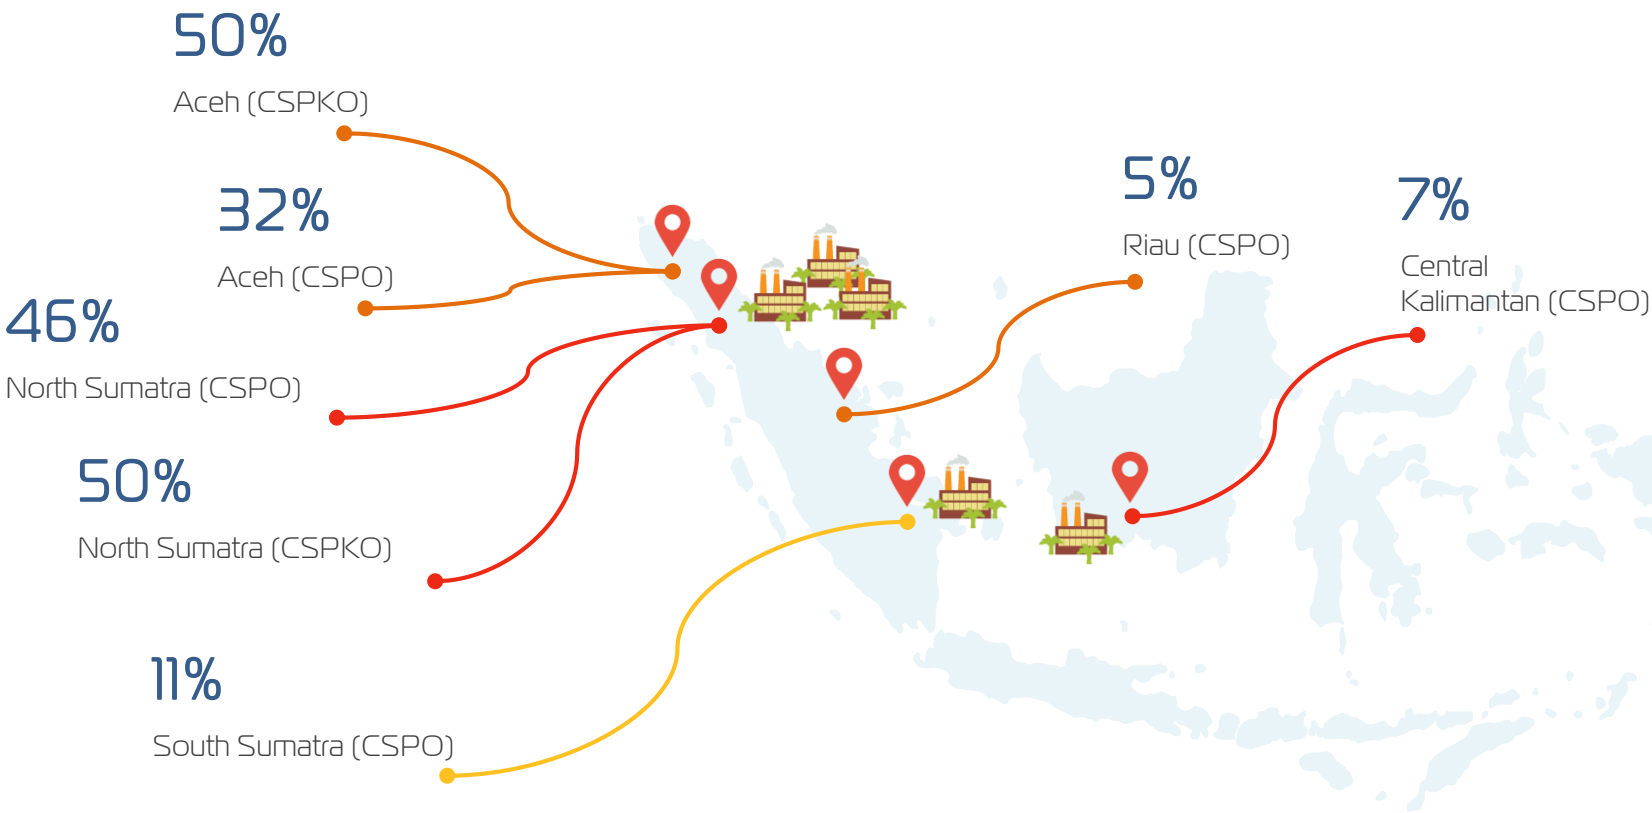 50%
Aceh (CSPKO)
32%
Aceh (CSPO)
46%
North Sumatra (CSPO)
50%
North Sumatra (CSPKO)
11%
South Sumatra (CSPO)
5%
Riau (CSPO)
7%
Central
Kalimantan (CSPO)